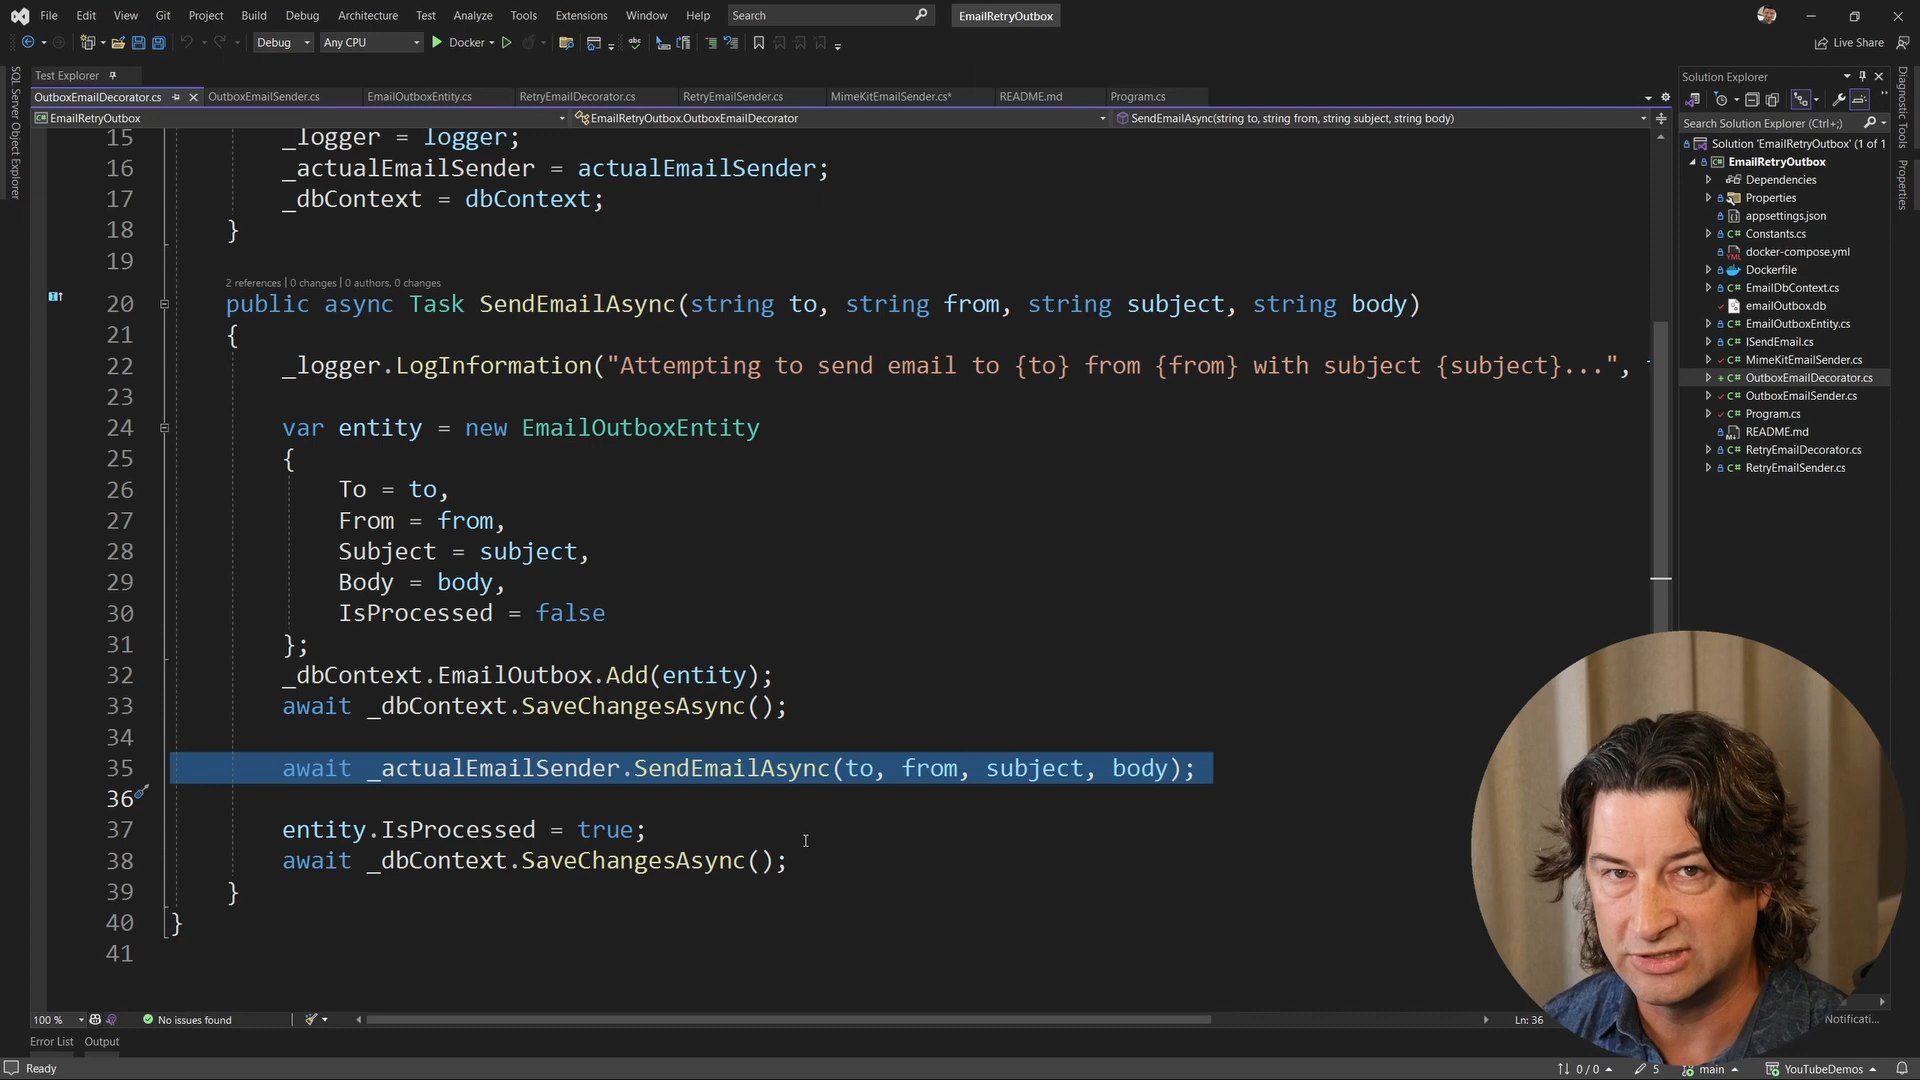 File Edit View Git Project Build Debug Architecture Test Analyze Tools Extensions Window Help Search EmailRetryOutbox
Debug Any CPU Docker Live Share
Test Explorer
OutboxEmailDecorator.cs OutboxEmailSender.cs EmailOutboxEntity.cs RetryEmailDecorator.cs RetryEmailSender.cs MimeKitEmailSender.cs* README.md Program.cs
EmailRetryOutbox EmailRetryOutbox.OutboxEmailDecorator SendEmailAsync(string to, string from, string subject, string body)
SQL Server Object Explorer
15 _logger = logger;
16 _actualEmailSender = actualEmailSender;
17 _dbContext = dbContext;
18 }
19
2 references | 0 changes | 0 authors, 0 changes
20 public async Task SendEmailAsync(string to, string from, string subject, string body)
21 {
22 _logger.LogInformation("Attempting to send email to {to} from {from} with subject {subject}...",
23
24 var entity = new EmailOutboxEntity
25 {
26 To = to,
27 From = from,
28 Subject = subject,
29 Body = body,
30 IsProcessed = false
31 };
32 _dbContext.EmailOutbox.Add(entity);
33 await _dbContext.SaveChangesAsync();
34
35 await _actualEmailSender.SendEmailAsync(to, from, subject, body);
36
37 entity.IsProcessed = true;
38 await _dbContext.SaveChangesAsync();
39 }
40 }
41
Solution Explorer
Search Solution Explorer (Ctrl+;)
Solution 'EmailRetryOutbox' (1 of 1
EmailRetryOutbox
Dependencies
Properties
appsettings.json
C# Constants.cs
docker-compose.yml
Dockerfile
C# EmailDbContext.cs
emailOutbox.db
C# EmailOutboxEntity.cs
C# ISendEmail.cs
C# MimeKitEmailSender.cs
C# OutboxEmailDecorator.cs
C# OutboxEmailSender.cs
C# Program.cs
README.md
C# RetryEmailDecorator.cs
C# RetryEmailSender.cs
Diagnostic Tools
Properties
100 % No issues found Ln: 36 Notificati...
Error List Output
Ready 0 / 0 5 main YouTubeDemos